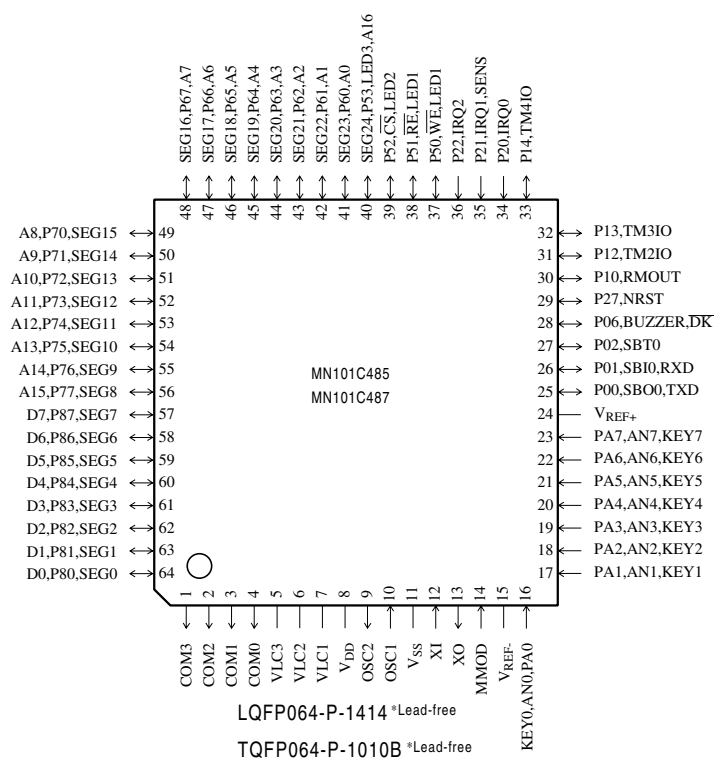 SEG16,P67,A7
SEG17,P66,A6
SEG18,P65,A5
SEG19,P64,A4
SEG20,P63,A3
SEG21,P62,A2
SEG22,P61,A1
SEG23,P60,A0
SEG24,P53,LED3,A16
P52,C̅S̅,LED2
P51,R̅E̅,LED1
P50,W̅E̅,LED1
P22,IRQ2
P21,IRQ1,SENS
P20,IRQ0
P14,TM4IO
48 47 46 45 44 43 42 41 40 39 38 37 36 35 34 33
A8,P70,SEG15 49
A9,P71,SEG14 50
A10,P72,SEG13 51
A11,P73,SEG12 52
A12,P74,SEG11 53
A13,P75,SEG10 54
A14,P76,SEG9 55
A15,P77,SEG8 56
D7,P87,SEG7 57
D6,P86,SEG6 58
D5,P85,SEG5 59
D4,P84,SEG4 60
D3,P83,SEG3 61
D2,P82,SEG2 62
D1,P81,SEG1 63
D0,P80,SEG0 64
MN101C485
MN101C487
32 P13,TM3IO
31 P12,TM2IO
30 P10,RMOUT
29 P27,NRST
28 P06,BUZZER,D̅K̅
27 P02,SBT0
26 P01,SBI0,RXD
25 P00,SBO0,TXD
24 VREF+
23 PA7,AN7,KEY7
22 PA6,AN6,KEY6
21 PA5,AN5,KEY5
20 PA4,AN4,KEY4
19 PA3,AN3,KEY3
18 PA2,AN2,KEY2
17 PA1,AN1,KEY1
1 2 3 4 5 6 7 8 9 10 11 12 13 14 15 16
COM3
COM2
COM1
COM0
VLC3
VLC2
VLC1
VDD
OSC2
OSC1
VSS
XI
XO
MMOD
VREF-
KEY0,AN0,PA0
LQFP064-P-1414 *Lead-free
TQFP064-P-1010B *Lead-free